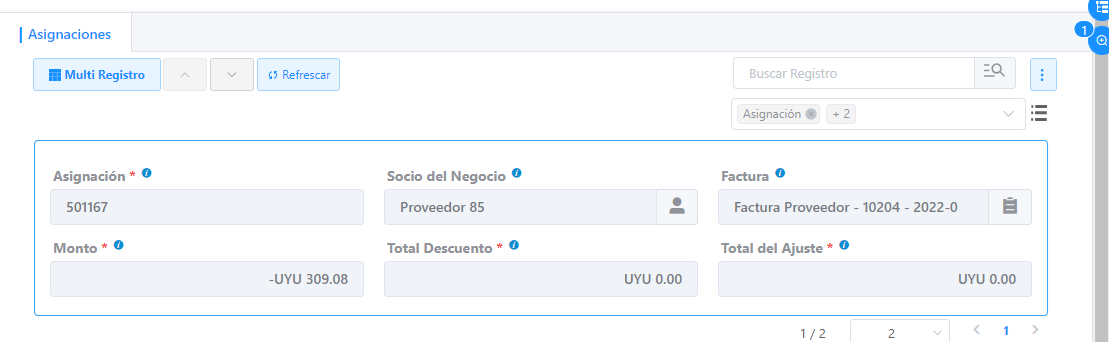 Asignaciones
1
Multi Registro
Refrescar
Buscar Registro
Asignación
+ 2
Asignación *
Socio del Negocio
Factura
501167
Proveedor 85
Factura Proveedor - 10204 - 2022-0
Monto *
Total Descuento *
Total del Ajuste *
-UYU 309.08
UYU 0.00
UYU 0.00
1 / 2
2
1